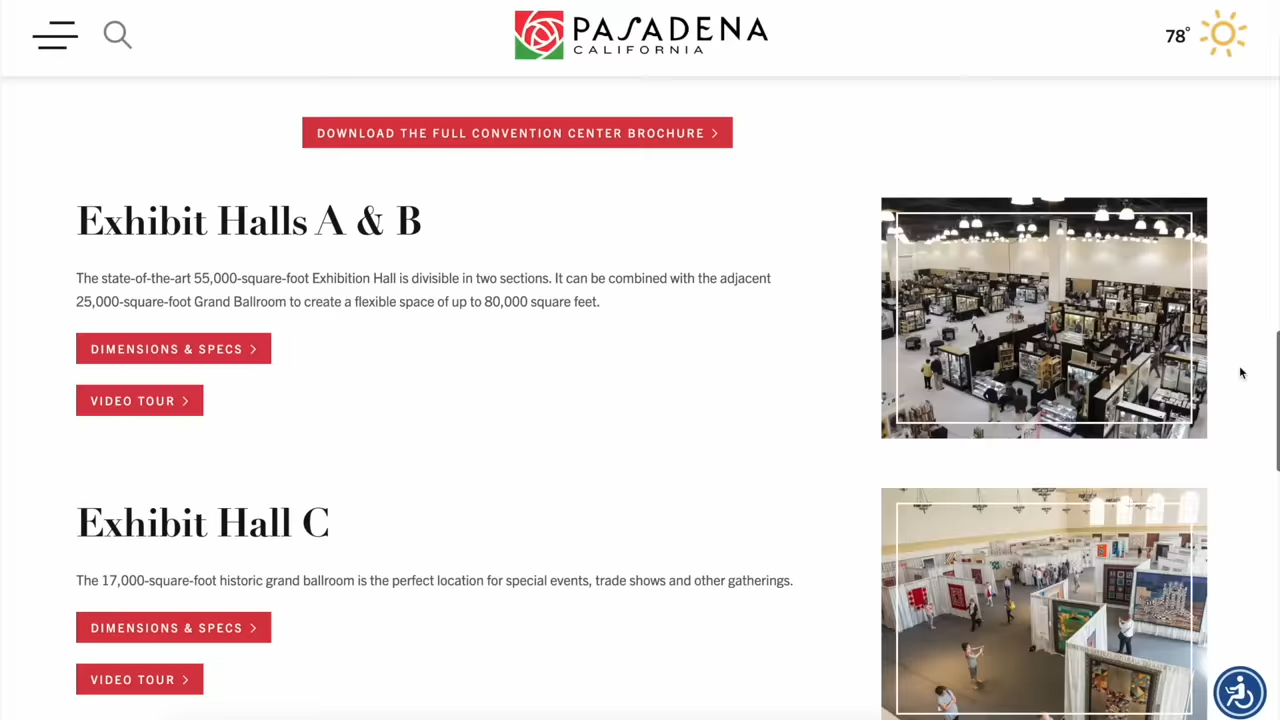 PASADENA
CALIFORNIA
78°
DOWNLOAD THE FULL CONVENTION CENTER BROCHURE >
Exhibit Halls A & B
The state-of-the-art 55,000-square-foot Exhibition Hall is divisible in two sections. It can be combined with the adjacent
25,000-square-foot Grand Ballroom to create a flexible space of up to 80,000 square feet.
DIMENSIONS & SPECS >
VIDEO TOUR >
Exhibit Hall C
The 17,000-square-foot historic grand ballroom is the perfect location for special events, trade shows and other gatherings.
DIMENSIONS & SPECS >
VIDEO TOUR >